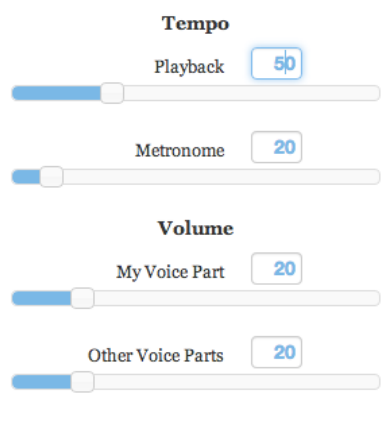 Tempo
Playback 50
Metronome 20
Volume
My Voice Part 20
Other Voice Parts 20